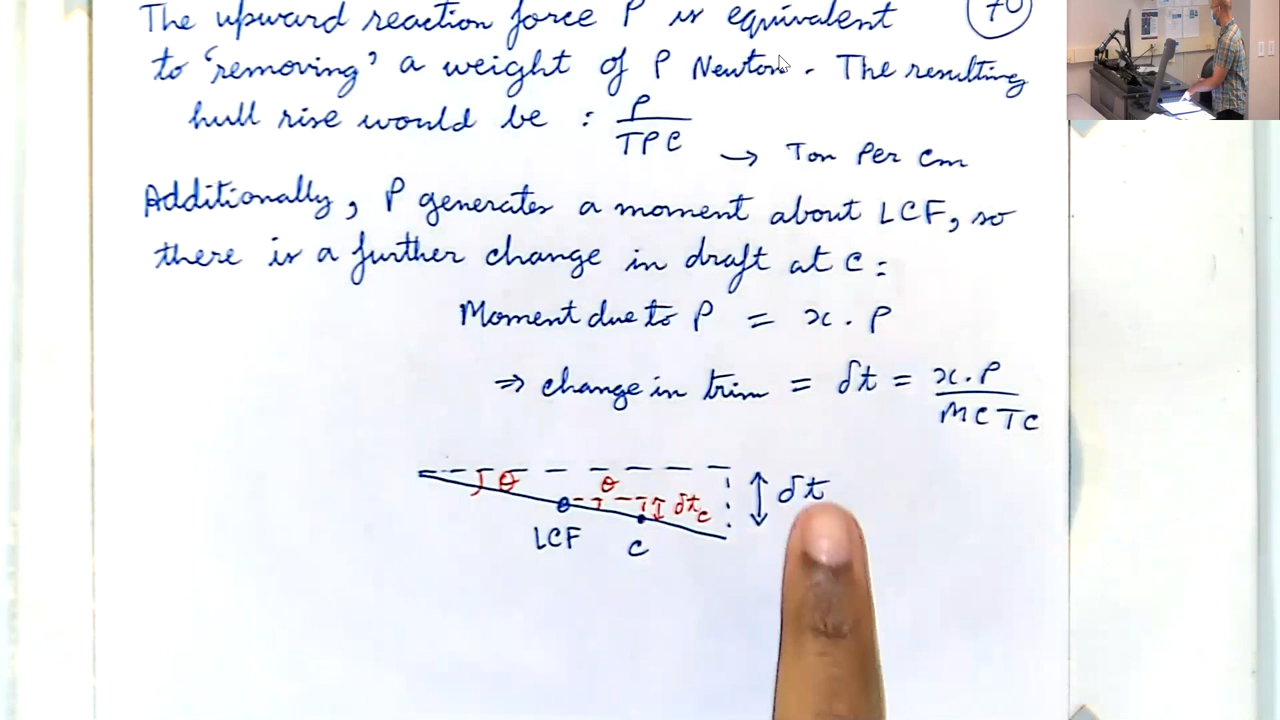 The upward reaction force P is equivalent
70
to 'removing' a weight of P Newton. The resulting
hull rise would be : P/TPC
→ Ton Per Cm
Additionally, P generates a moment about LCF, so
there is a further change in draft at C:
Moment due to P = x . P
⇒ change in trim = δt = x.P/MCTC
θ θ δt
δtc
LCF C